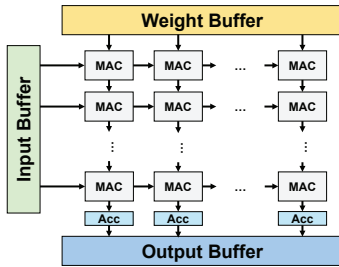 Weight Buffer
Input Buffer
MAC MAC ... MAC
MAC MAC ... MAC
... ... ...
MAC MAC ... MAC
Acc Acc Acc
Output Buffer